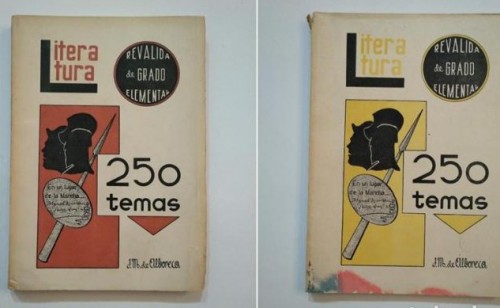 Litera
tura
REVALIDA
de GRADO
ELEMENTAL
En un lugar
de la Mancha
250
temas
Litera
tura
REVALIDA
de GRADO
ELEMENTAL
En un lugar
de la Mancha
250
temas